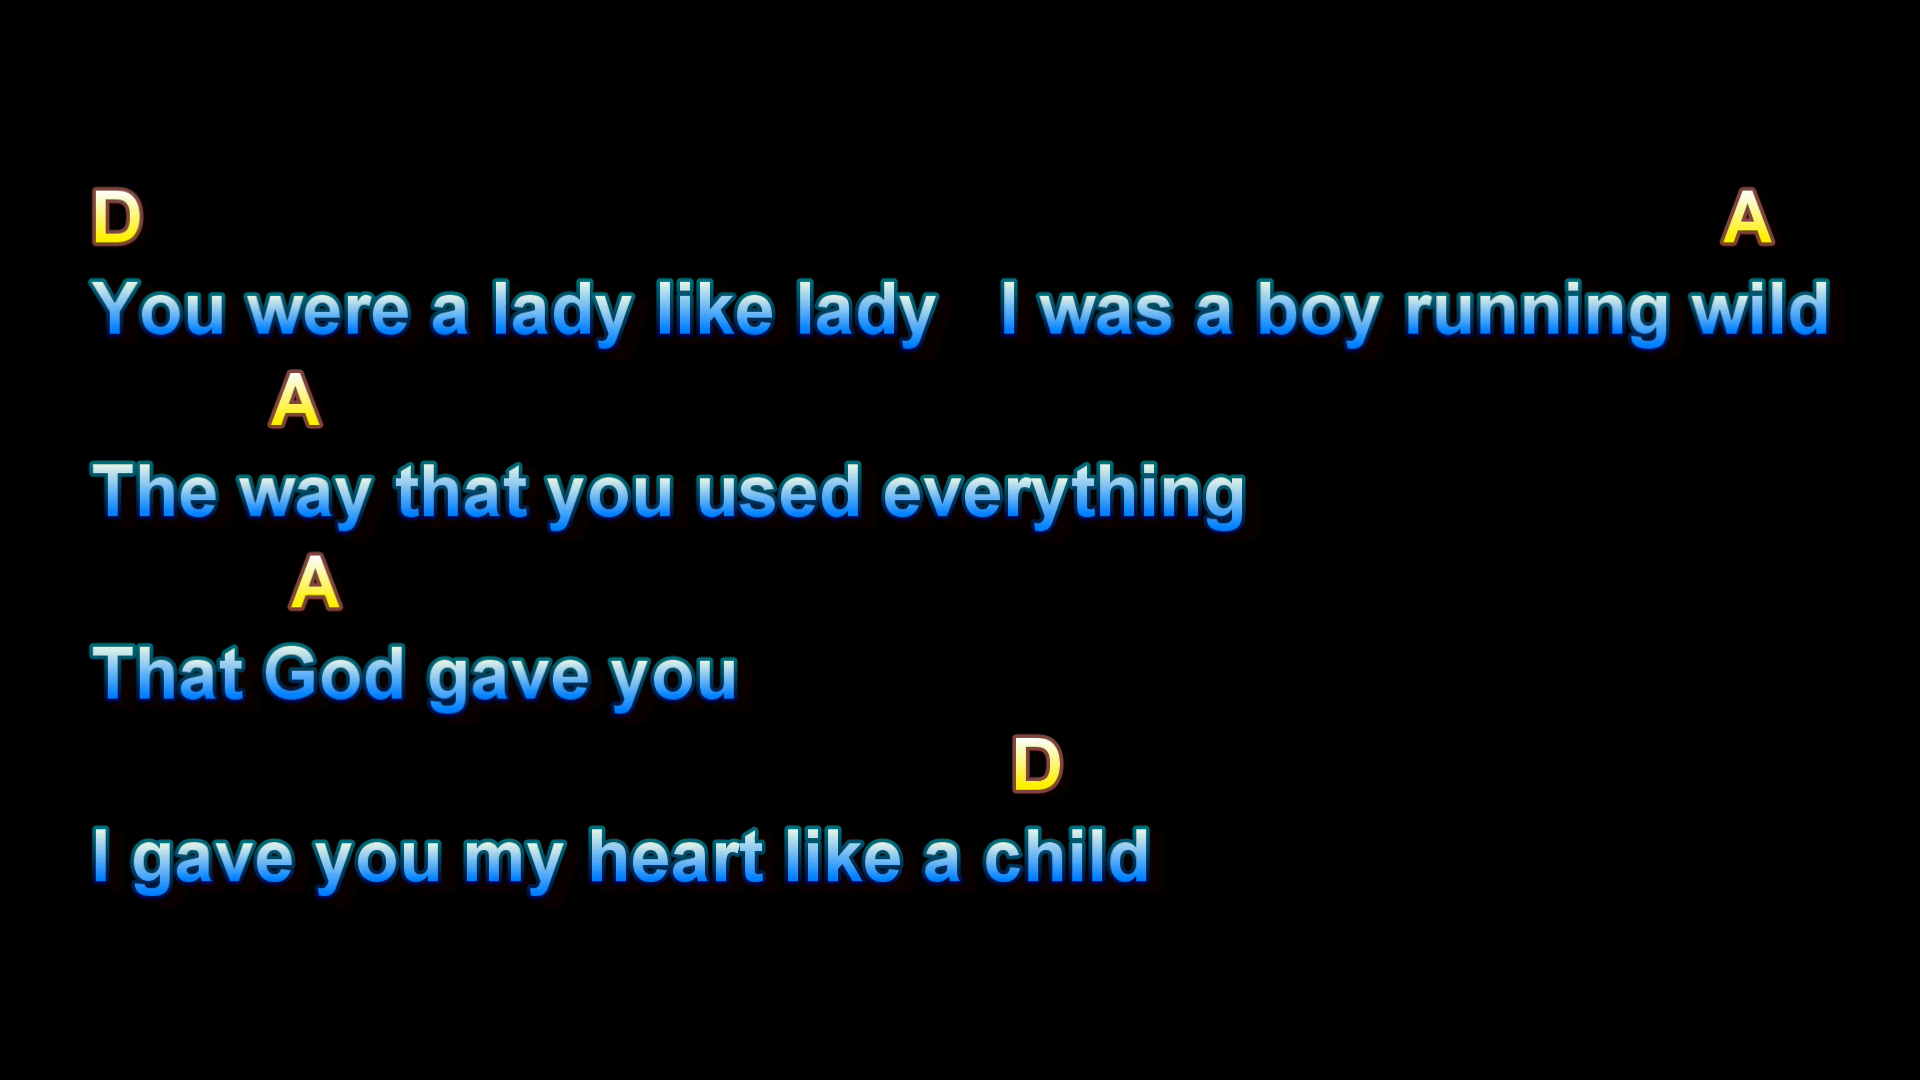 D A
You were a lady like lady I was a boy running wild
A
The way that you used everything
A
That God gave you
D
I gave you my heart like a child